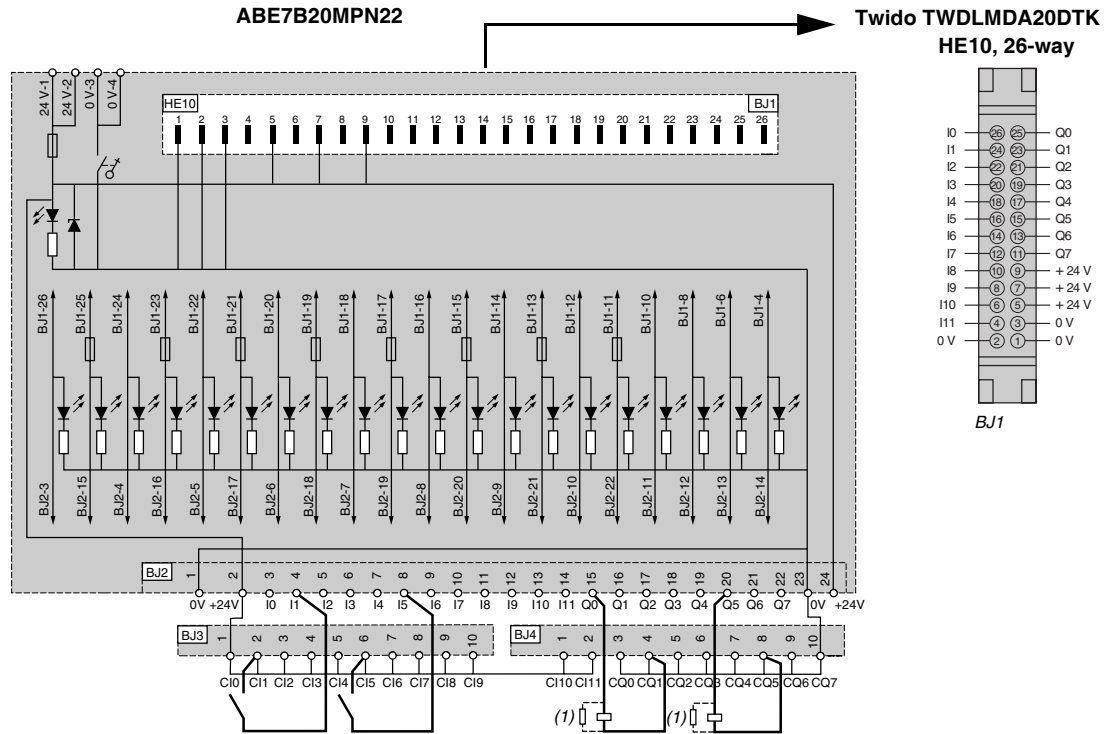 ABE7B20MPN22
Twido TWDLMDA20DTK
HE10, 26-way
24 V-1
24 V-2
0 V-3
0 V-4
HE10
BJ1
1 2 3 4 5 6 7 8 9 10 11 12 13 14 15 16 17 18 19 20 21 22 23 24 25 26
I0 26 25 Q0
I1 24 23 Q1
I2 22 21 Q2
I3 20 19 Q3
I4 18 17 Q4
I5 16 15 Q5
I6 14 13 Q6
I7 12 11 Q7
I8 10 9 + 24 V
I9 8 7 + 24 V
I10 6 5 + 24 V
I11 4 3 0 V
0 V 2 1 0 V
BJ1
BJ1-26 BJ1-25 BJ1-24 BJ1-23 BJ1-22 BJ1-21 BJ1-20 BJ1-19 BJ1-18 BJ1-17 BJ1-16 BJ1-15 BJ1-14 BJ1-13 BJ1-12 BJ1-11 BJ1-10 BJ1-8 BJ1-6 BJ1-4
BJ2-3 BJ2-15 BJ2-4 BJ2-16 BJ2-5 BJ2-17 BJ2-6 BJ2-18 BJ2-7 BJ2-19 BJ2-8 BJ2-20 BJ2-9 BJ2-21 BJ2-10 BJ2-22 BJ2-11 BJ2-12 BJ2-13 BJ2-14
BJ2
1 2 3 4 5 6 7 8 9 10 11 12 13 14 15 16 17 18 19 20 21 22 23 24
0V +24V I0 I1 I2 I3 I4 I5 I6 I7 I8 I9 I10 I11 Q0 Q1 Q2 Q3 Q4 Q5 Q6 Q7 0V +24V
BJ3
1 2 3 4 5 6 7 8 9 10
BJ4
1 2 3 4 5 6 7 8 9 10
CI0 CI1 CI2 CI3 CI4 CI5 CI6 CI7 CI8 CI9
CI10 CI11 CQ0 CQ1 CQ2 CQ3 CQ4 CQ5 CQ6 CQ7
(1)
(1)